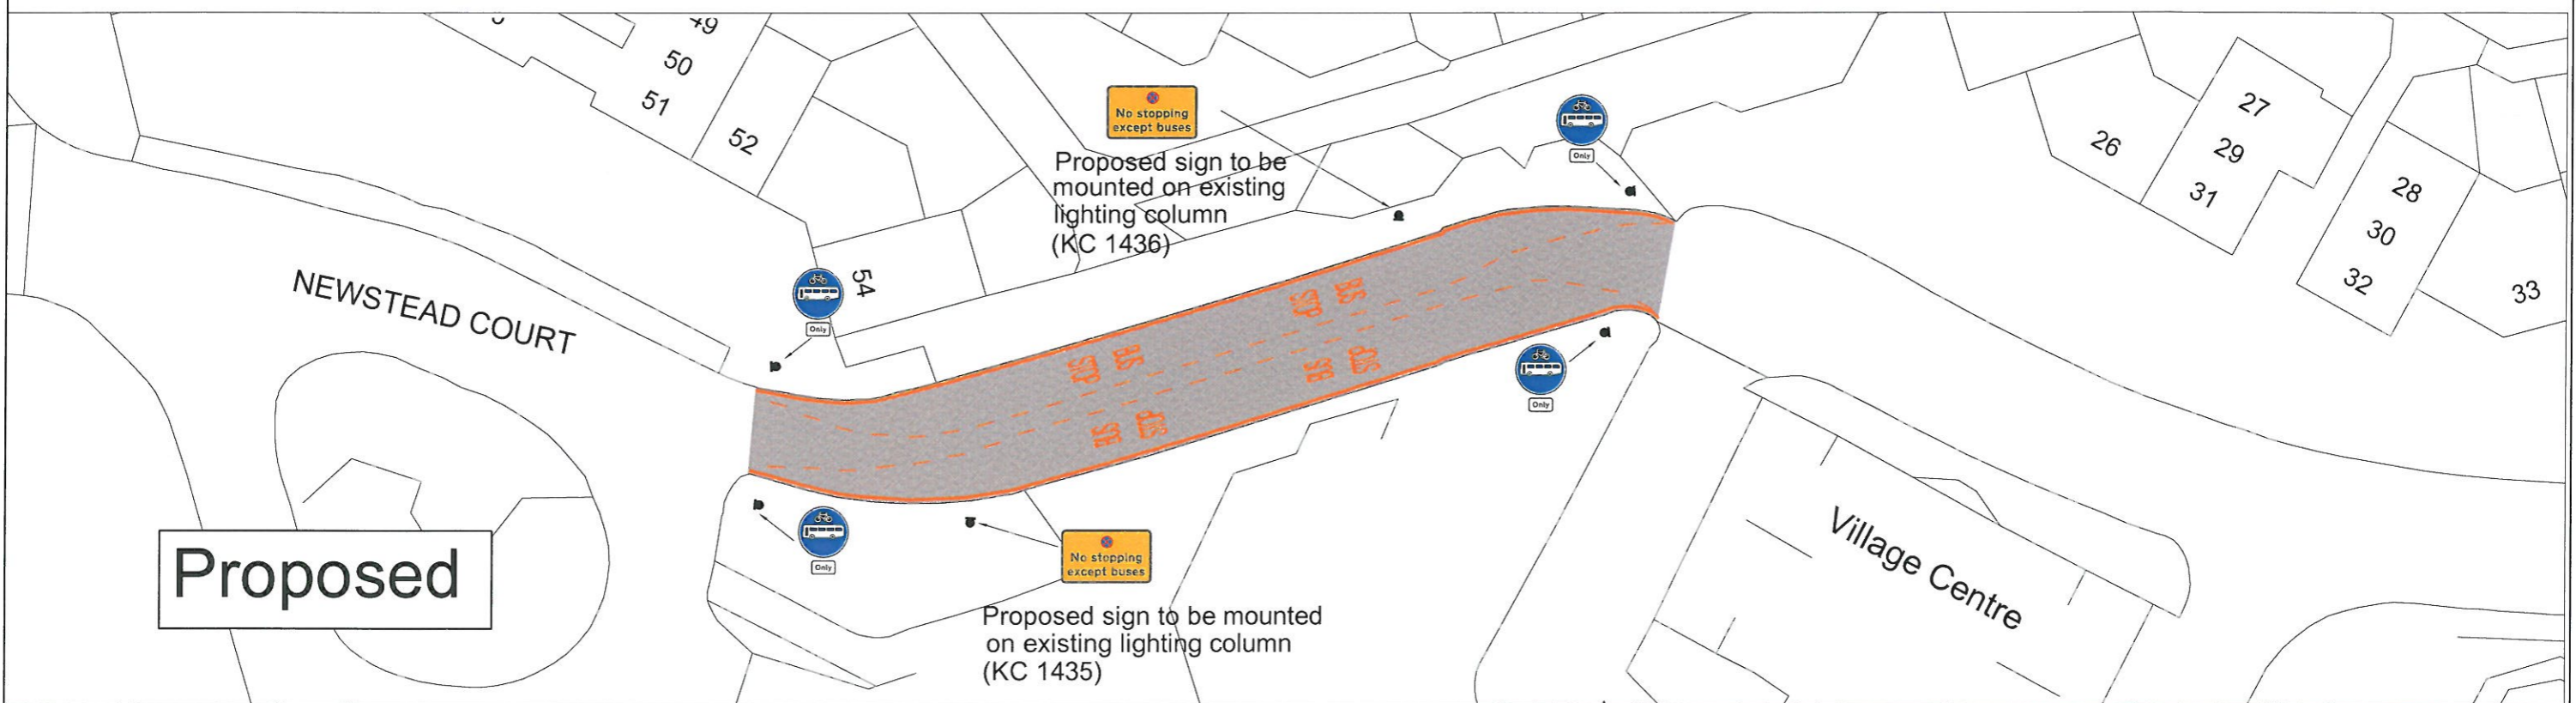 49
50
51
52
54
NEWSTEAD COURT
No stopping
except buses
Proposed sign to be
mounted on existing
lighting column
(KC 1436)
Only
Only
Only
Only
BUS
STOP
BUS
STOP
BUS
STOP
BUS
STOP
No stopping
except buses
Proposed sign to be mounted
on existing lighting column
(KC 1435)
Proposed
26
27
29
31
28
30
32
33
Village Centre